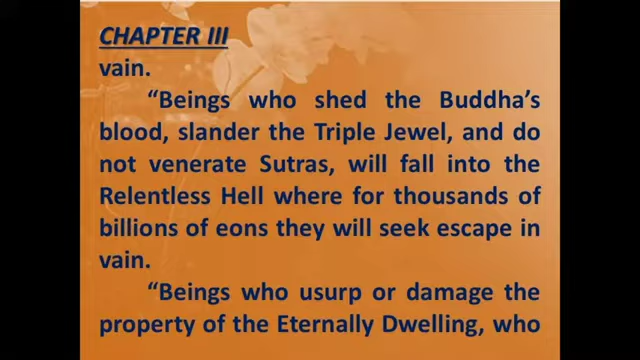 CHAPTER III
vain.
“Beings who shed the Buddha’s
blood, slander the Triple Jewel, and do
not venerate Sutras, will fall into the
Relentless Hell where for thousands of
billions of eons they will seek escape in
vain.
“Beings who usurp or damage the
property of the Eternally Dwelling, who